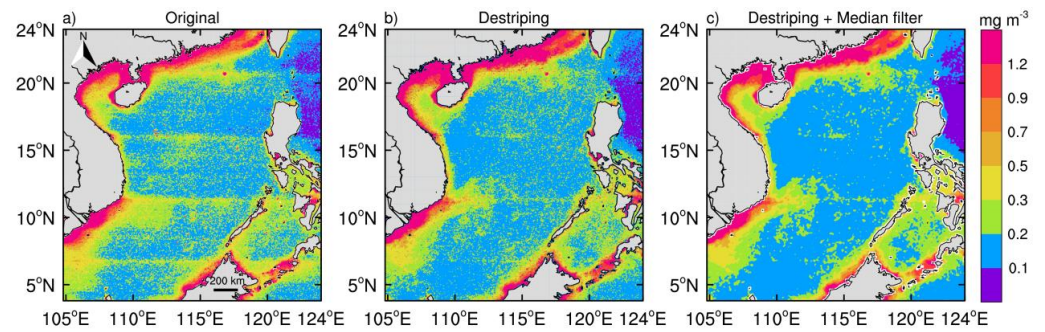 a) Original
b) Destriping
c) Destriping + Median filter
mg m⁻³
24°N
20°N
15°N
10°N
5°N
N
200 km
105°E 110°E 115°E 120°E 124°E
105°E 110°E 115°E 120°E 124°E
105°E 110°E 115°E 120°E 124°E
24°N
20°N
15°N
10°N
5°N
24°N
20°N
15°N
10°N
5°N
1.2
0.9
0.7
0.5
0.3
0.2
0.1